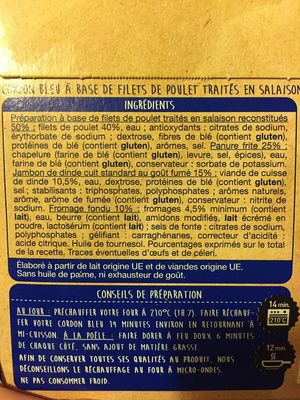 CORDON BLEU À BASE DE FILETS DE POULET TRAITÉS EN SALAISON
INGRÉDIENTS
Préparation à base de filets de poulet traités en salaison reconstitués
50% : filets de poulet 40%, eau ; antioxydants : citrates de sodium,
érythorbate de sodium ; dextrose, fibres de blé (contient gluten),
protéines de blé (contient gluten), arômes, sel. Panure frite 25% :
chapelure (farine de blé (contient gluten), levure, sel, épices), eau,
farine de blé (contient gluten), conservateur : sorbate de potassium.
Jambon de dinde cuit standard au goût fumé 15% : viande de cuisse
de dinde 10,5%, eau, dextrose, protéines de blé (contient gluten),
sel ; stabilisants : triphosphates, polyphosphates ; arômes naturels,
arôme, arôme de fumée (contient gluten), conservateur : nitrite de
sodium. Fromage fondu 10% : fromages 4,5% minimum (contient
lait), eau, beurre (contient lait), amidons modifiés, lait écrémé en
poudre, lactosérum (contient lait) ; sels de fonte : citrates de sodium,
polyphosphates ; gélifiant : carraghénanes, correcteur d'acidité :
acide citrique. Huile de tournesol. Pourcentages exprimés sur le total
de la recette, Traces éventuelles d'œufs et de céleri.
Elaboré à partir de lait origine UE et de viandes origine UE.
Sans huile de palme, ni exhausteur de goût.
CONSEILS DE PRÉPARATION
AU FOUR : PRÉCHAUFFER VOTRE FOUR À 210°C (TH.7). FAIRE RÉCHAUF-
FER VOTRE CORDON BLEU 14 MINUTES ENVIRON EN RETOURNANT À
MI-CUISSON. À LA POÊLE : FAIRE DORER À FEU DOUX 6 MINUTES
DE CHAQUE CÔTÉ, SANS AJOUT DE MATIÈRE GRASSE.
AFIN DE CONSERVER TOUTES SES QUALITÉS AU PRODUIT, NOUS
DÉCONSEILLONS LE RÉCHAUFFAGE AU FOUR À MICRO-ONDES.
NE PAS CONSOMMER FROID.
14 min.
210°C
12 min.